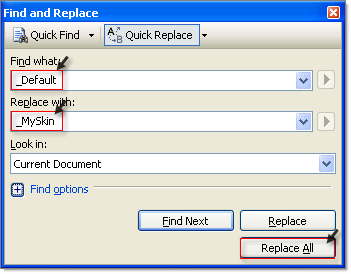 Find and Replace
Quick Find Quick Replace
Find what:
_Default
Replace with:
_MySkin
Look in:
Current Document
Find options
Find Next Replace
Replace All